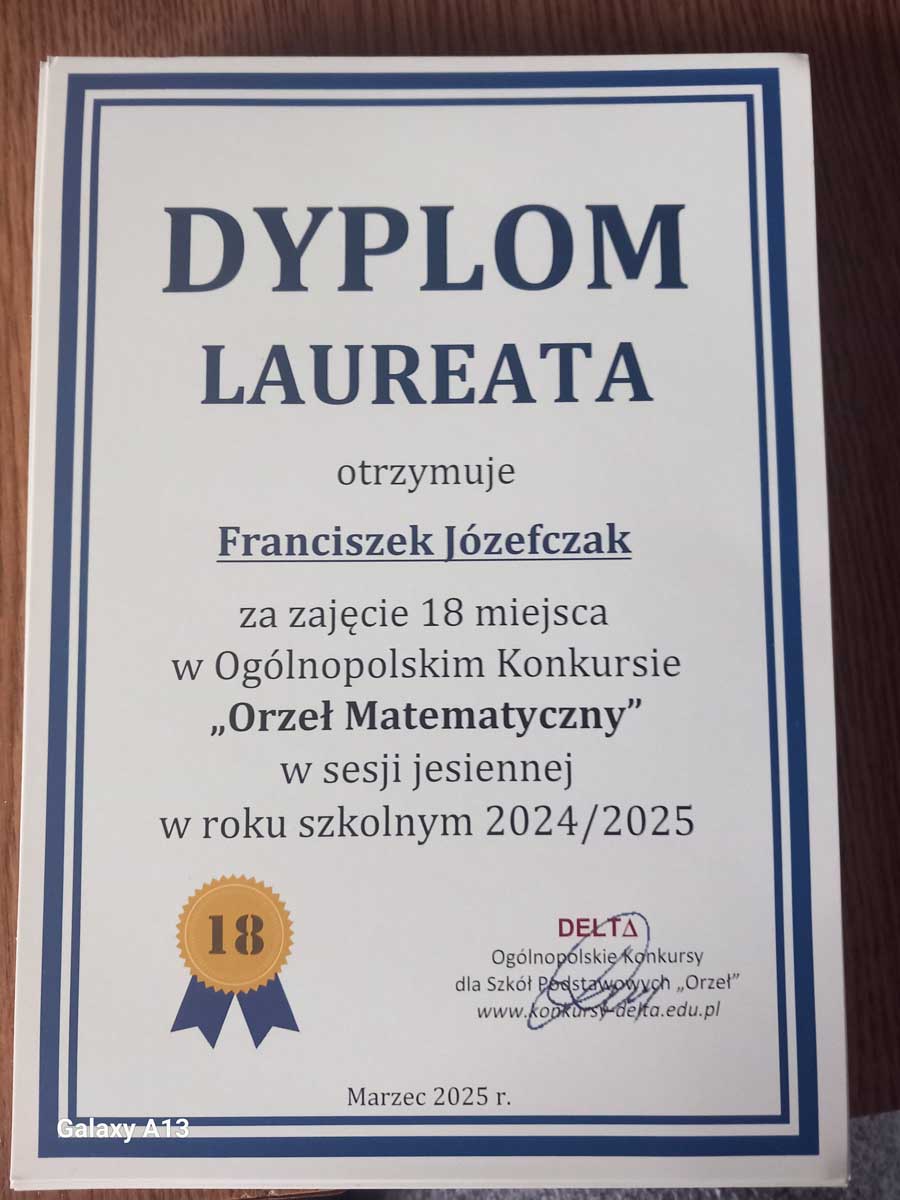 DYPLOM
LAUREATA
otrzymuje
Franciszek Józefczak
za zajęcie 18 miejsca
w Ogólnopolskim Konkursie
„Orzeł Matematyczny”
w sesji jesiennej
w roku szkolnym 2024/2025
18
DELTΔ
Ogólnopolskie Konkursy
dla Szkół Podstawowych „Orzeł”
www.konkursy-delta.edu.pl
Marzec 2025 r.
Galaxy A13